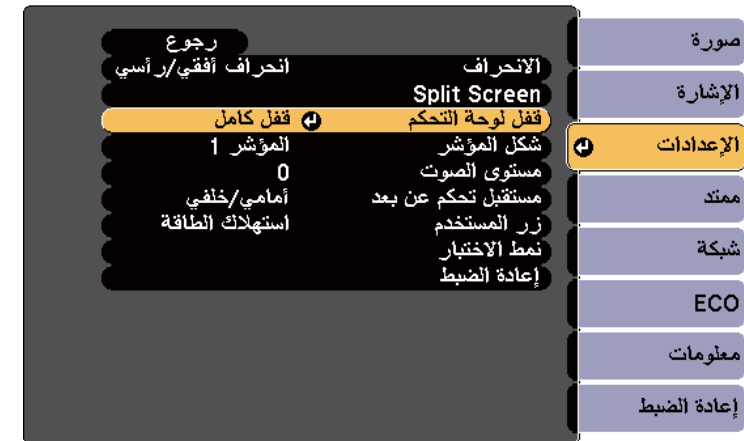 صورة
الإشارة
الإعدادات
ممتد
شبكة
ECO
معلومات
إعادة الضبط
رجوع
الانحراف انحراف أفقي/رأسي
Split Screen
قفل لوحة التحكم قفل كامل
شكل المؤشر المؤشر 1
مستوى الصوت 0
مستقبل تحكم عن بعد أمامي/خلفي
زر المستخدم استهلاك الطاقة
نمط الاختبار
إعادة الضبط